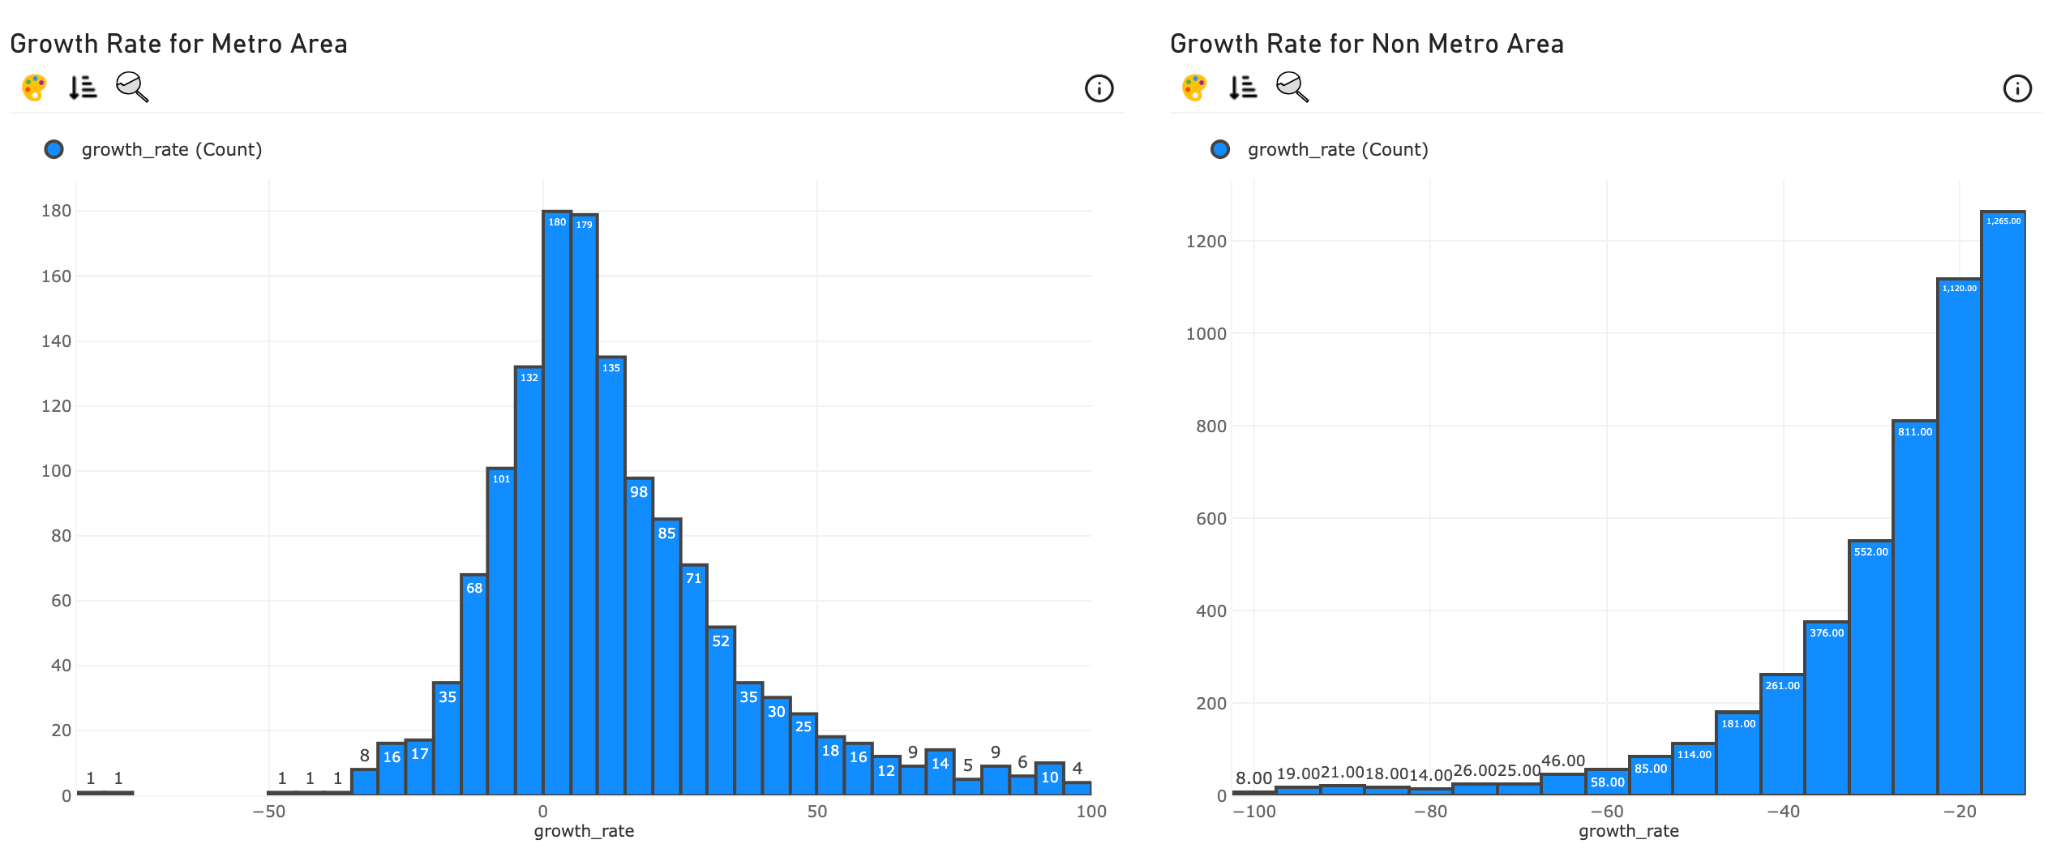 Growth Rate for Metro Area
growth_rate (Count)
180
160
140
120
100
80
60
40
20
0
1 1 1 1 1 8 16 17 35 68 101 132 180 179 135 98 85 71 52 35 30 25 18 16 12 9 14 5 9 6 10 4
−50 0 50 100
growth_rate
Growth Rate for Non Metro Area
growth_rate (Count)
1200
1000
800
600
400
200
0
8.00 19.00 21.00 18.00 14.00 26.00 25.00 46.00 58.00 85.00 114.00 181.00 261.00 376.00 552.00 811.00 1,120.00 1,265.00
−100 −80 −60 −40 −20
growth_rate